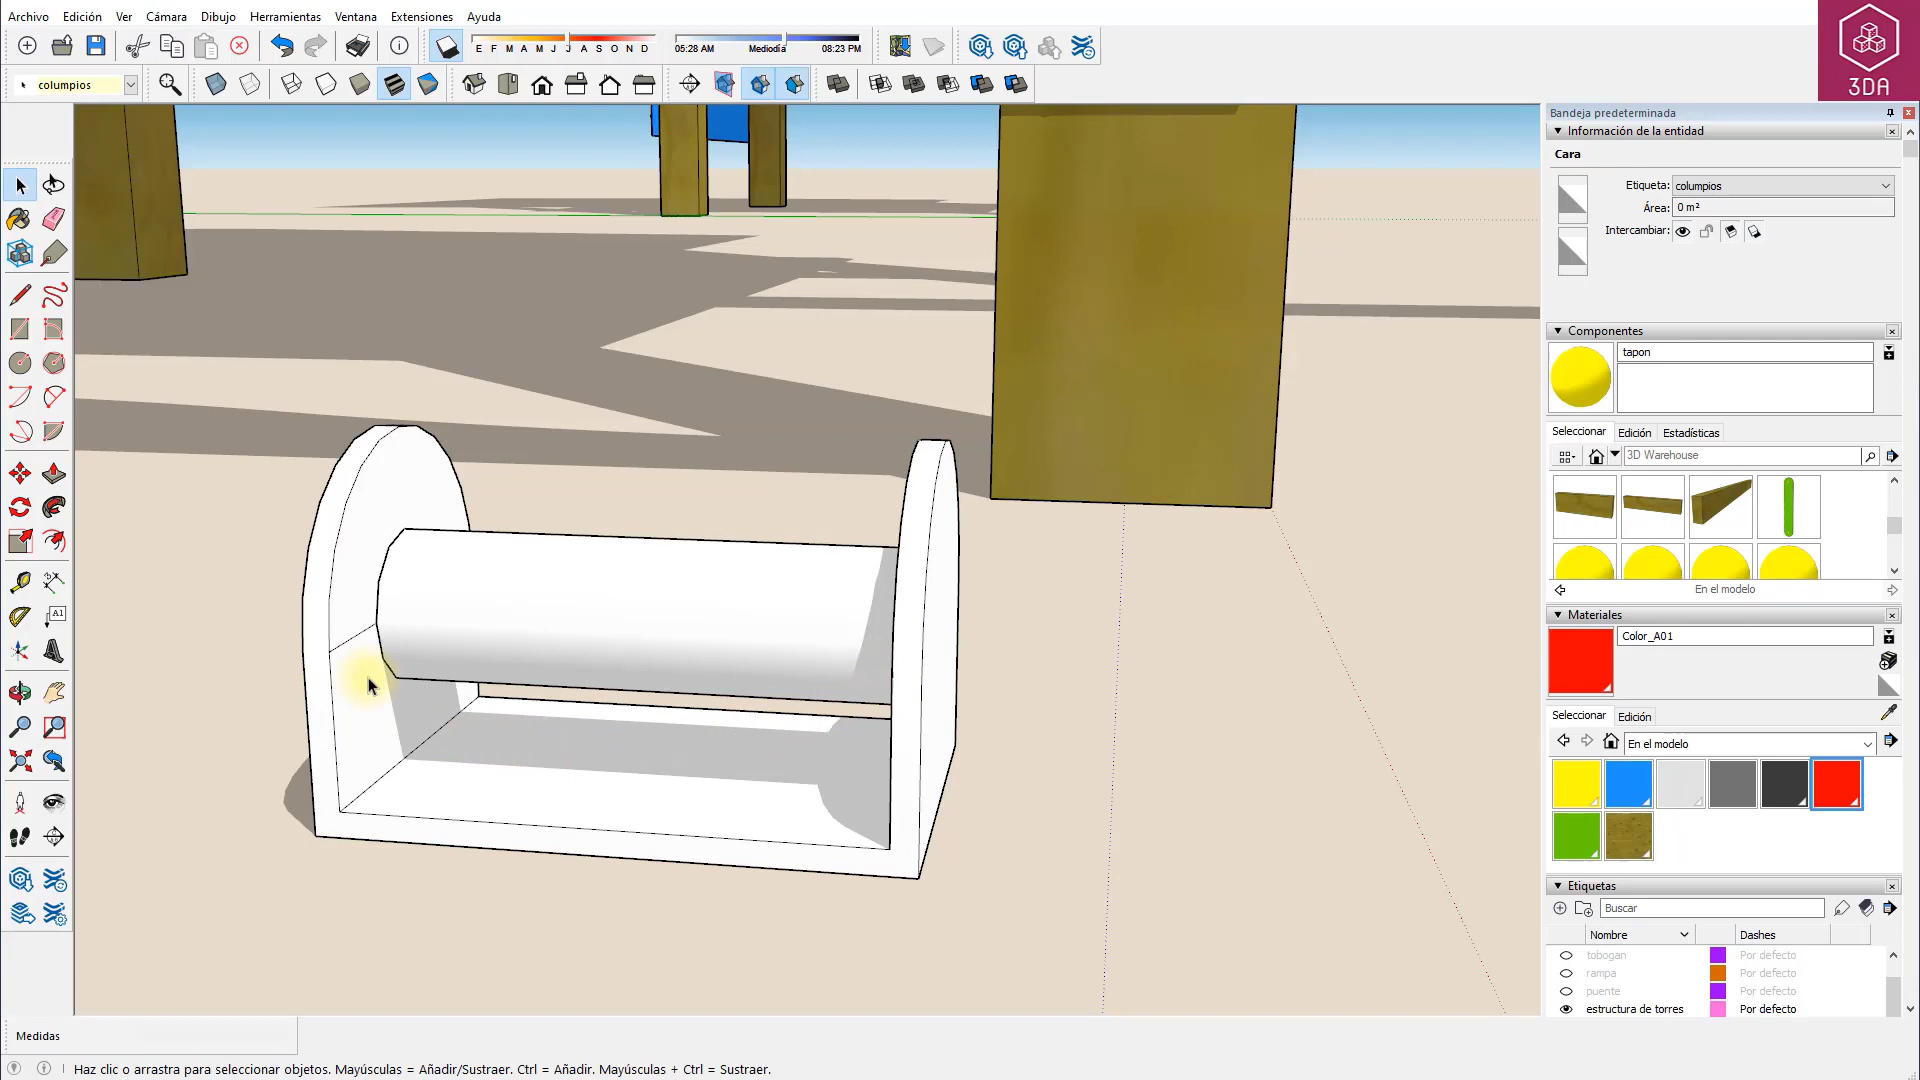 Archivo Edición Ver Cámara Dibujo Herramientas Ventana Extensiones Ayuda
E F M A M J J A S O N D
05:28 AM Mediodía 08:23 PM
columpios
3DA
Bandeja predeterminada
Información de la entidad
Cara
Etiqueta: columpios
Área: 0 m²
Intercambiar:
Componentes
tapon
Seleccionar Edición Estadísticas
3D Warehouse
En el modelo
Materiales
Color_A01
Seleccionar Edición
En el modelo
Etiquetas
Buscar
Nombre Dashes
tobogan Por defecto
rampa Por defecto
puente Por defecto
estructura de torres Por defecto
A1
Medidas
Haz clic o arrastra para seleccionar objetos. Mayúsculas = Añadir/Sustraer. Ctrl = Añadir. Mayúsculas + Ctrl = Sustraer.